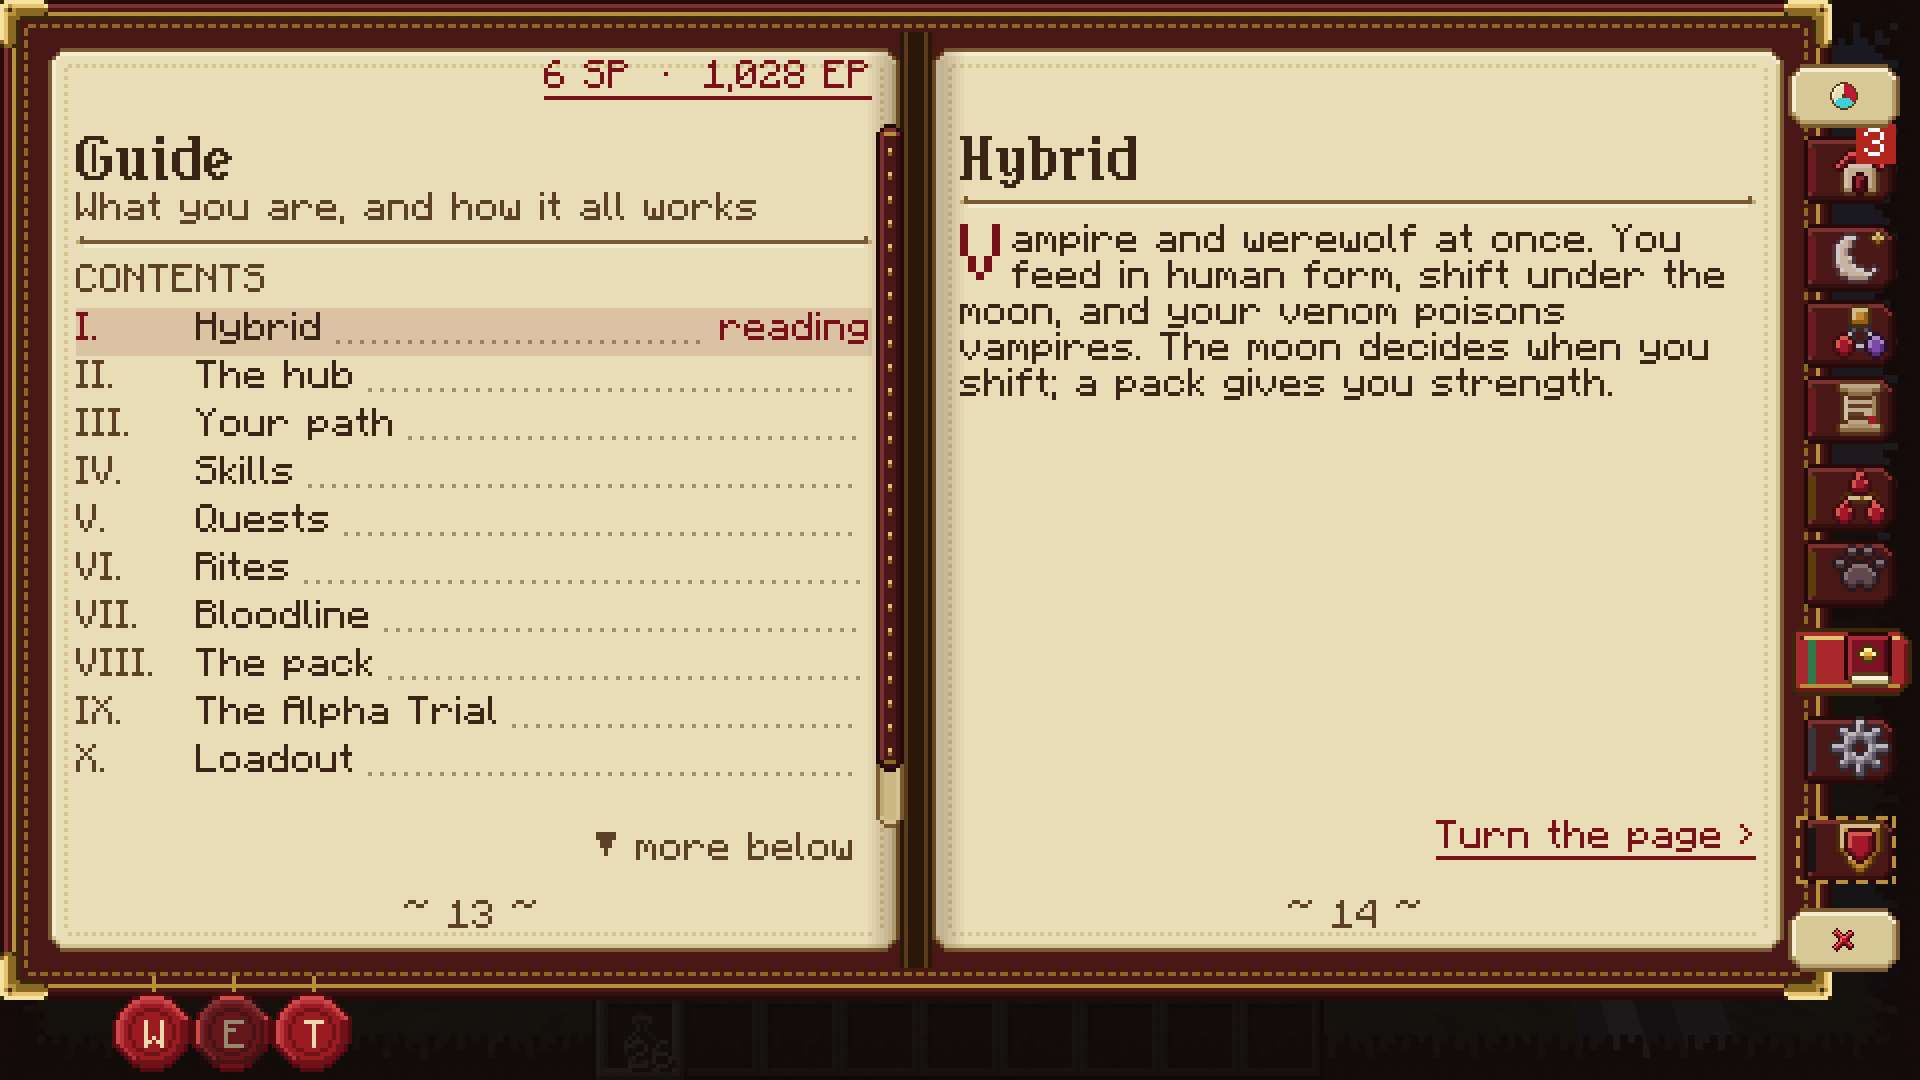 6 SP · 1,028 EP
Guide
What you are, and how it all works
CONTENTS
I. Hybrid reading
II. The hub
III. Your path
IV. Skills
V. Quests
VI. Rites
VII. Bloodline
VIII. The pack
IX. The Alpha Trial
X. Loadout
▼ more below
~ 13 ~
Hybrid
Vampire and werewolf at once. You
feed in human form, shift under the
moon, and your venom poisons
vampires. The moon decides when you
shift; a pack gives you strength.
Turn the page >
~ 14 ~
3
W E T
26